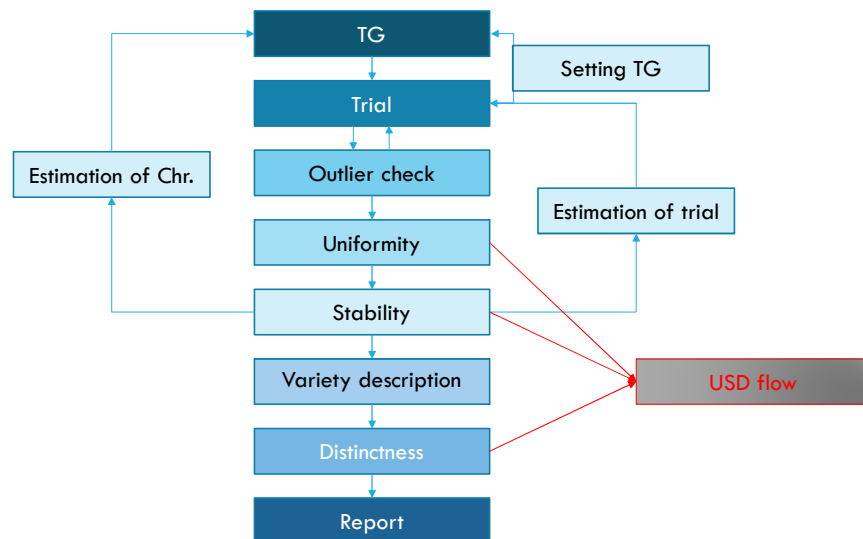 TG
Setting TG
Trial
Estimation of Chr.
Outlier check
Estimation of trial
Uniformity
Stability
Variety description
USD flow
Distinctness
Report